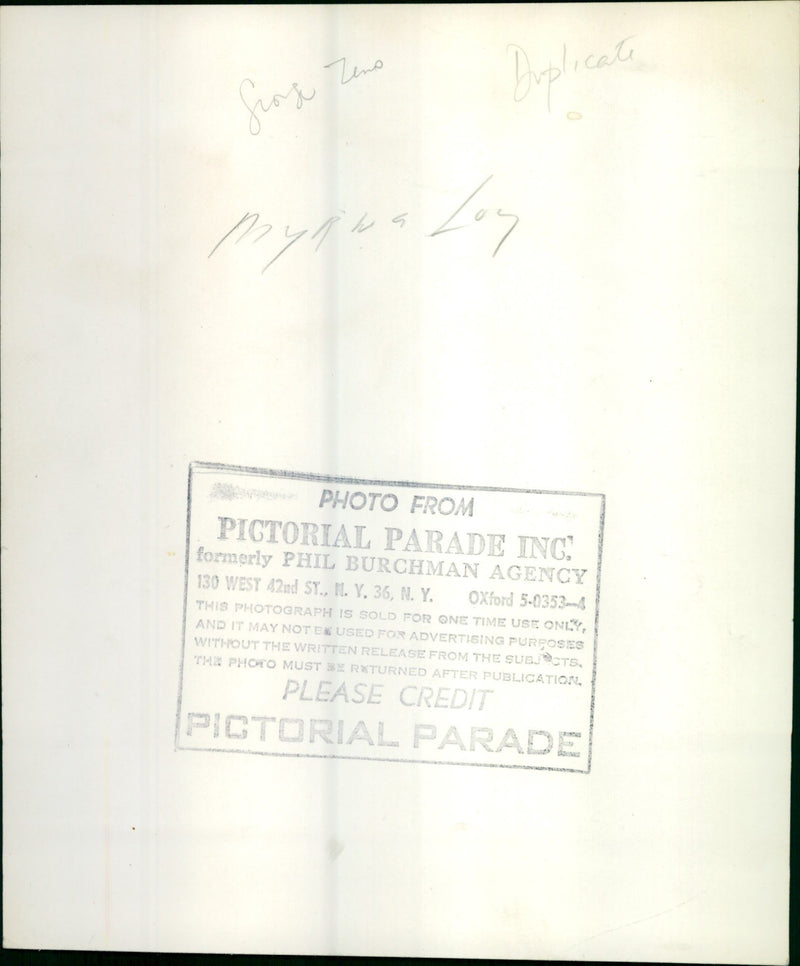 George Zeno
Duplicate
Myrna Loy
PHOTO FROM
PICTORIAL PARADE INC.
formerly PHIL BURCHMAN AGENCY
130 WEST 42nd ST., N. Y. 36, N. Y. OXford 5-0353-4
THIS PHOTOGRAPH IS SOLD FOR ONE TIME USE ONLY,
AND IT MAY NOT BE USED FOR ADVERTISING PURPOSES
WITHOUT THE WRITTEN RELEASE FROM THE SUBJECTS.
THE PHOTO MUST BE RETURNED AFTER PUBLICATION.
PLEASE CREDIT
PICTORIAL PARADE